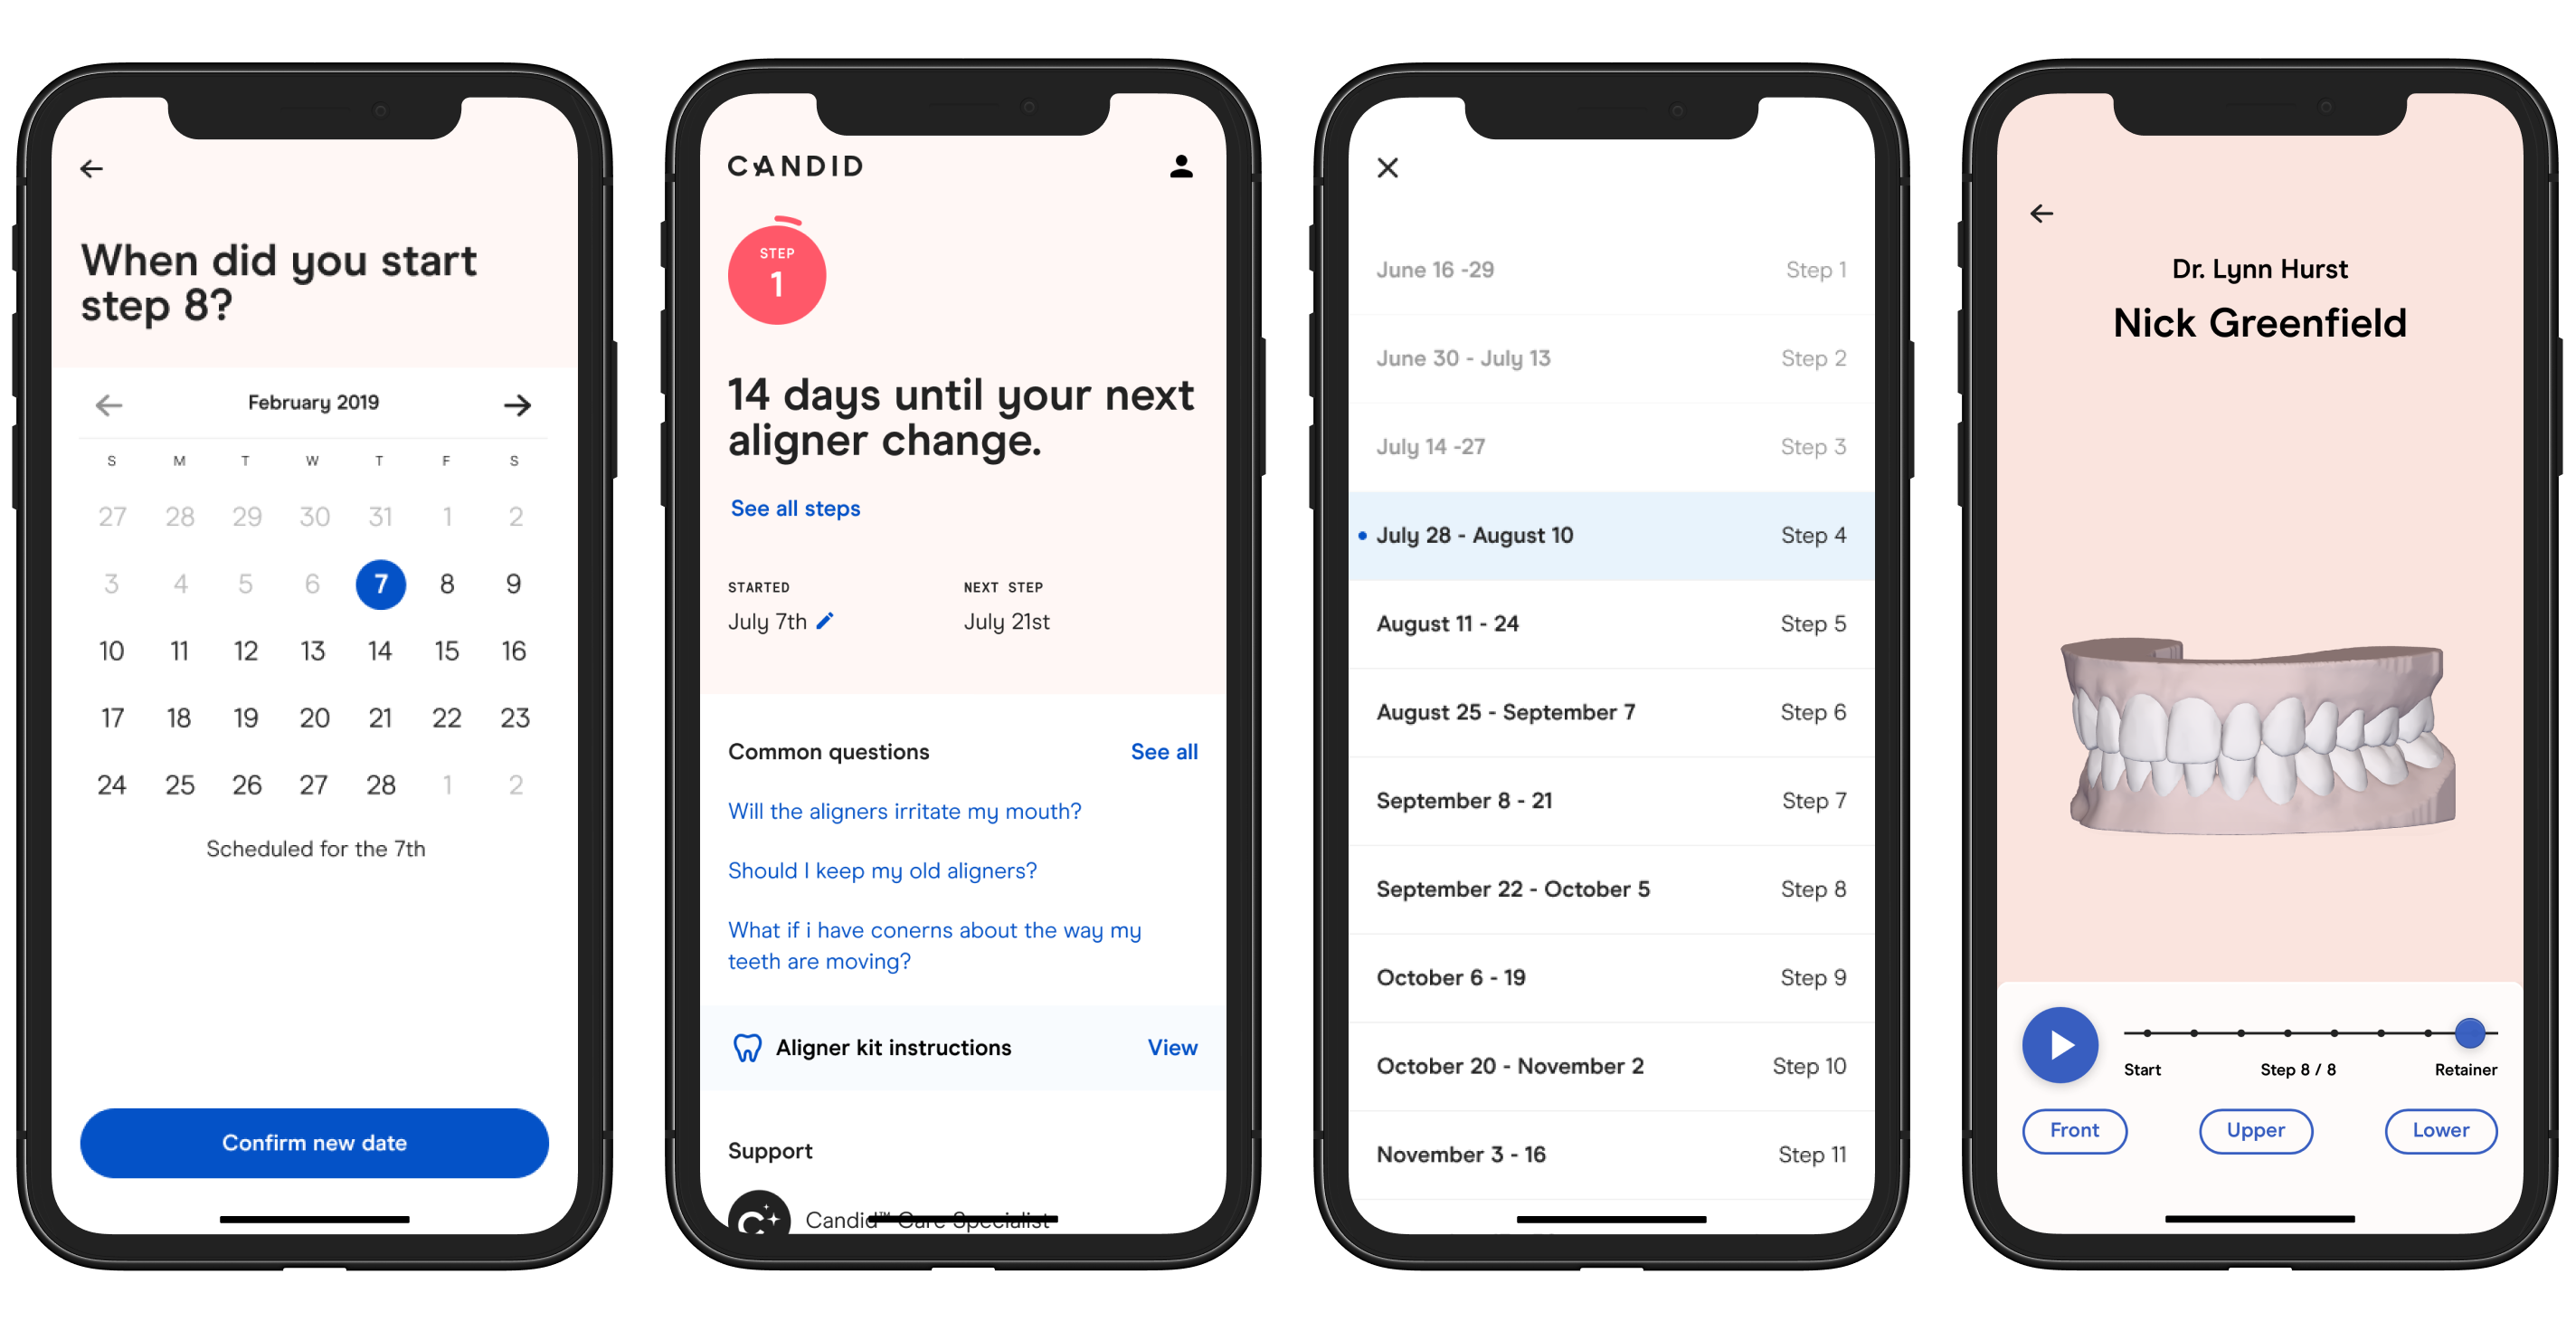 When did you start
step 8?
February 2019
S M T W T F S
27 28 29 30 31 1 2
3 4 5 6 7 8 9
10 11 12 13 14 15 16
17 18 19 20 21 22 23
24 25 26 27 28 1 2
Scheduled for the 7th
Confirm new date
CANDID
STEP
1
14 days until your next
aligner change.
See all steps
STARTED NEXT STEP
July 7th July 21st
Common questions See all
Will the aligners irritate my mouth?
Should I keep my old aligners?
What if i have conerns about the way my
teeth are moving?
Aligner kit instructions View
Support
Candid™ Care Specialist
June 16 -29 Step 1
June 30 - July 13 Step 2
July 14 -27 Step 3
July 28 - August 10 Step 4
August 11 - 24 Step 5
August 25 - September 7 Step 6
September 8 - 21 Step 7
September 22 - October 5 Step 8
October 6 - 19 Step 9
October 20 - November 2 Step 10
November 3 - 16 Step 11
Dr. Lynn Hurst
Nick Greenfield
Start Step 8 / 8 Retainer
Front Upper Lower